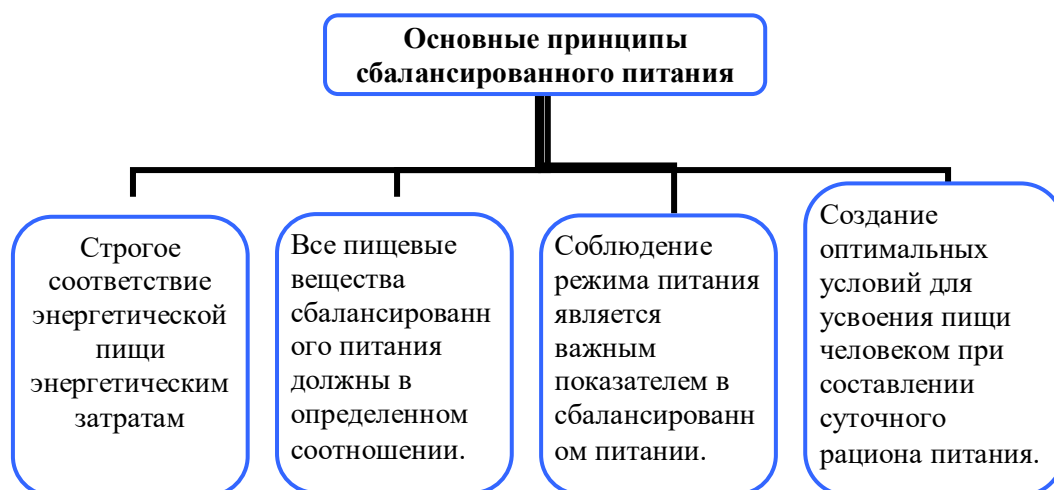 Основные принципы
сбалансированного питания
Строгое
соответствие
энергетической
пищи
энергетическим
затратам
Все пищевые
вещества
сбалансированн
ого питания
должны в
определенном
соотношении.
Соблюдение
режима питания
является
важным
показателем в
сбалансированн
ом питании.
Создание
оптимальных
условий для
усвоения пищи
человеком при
составлении
суточного
рациона питания.